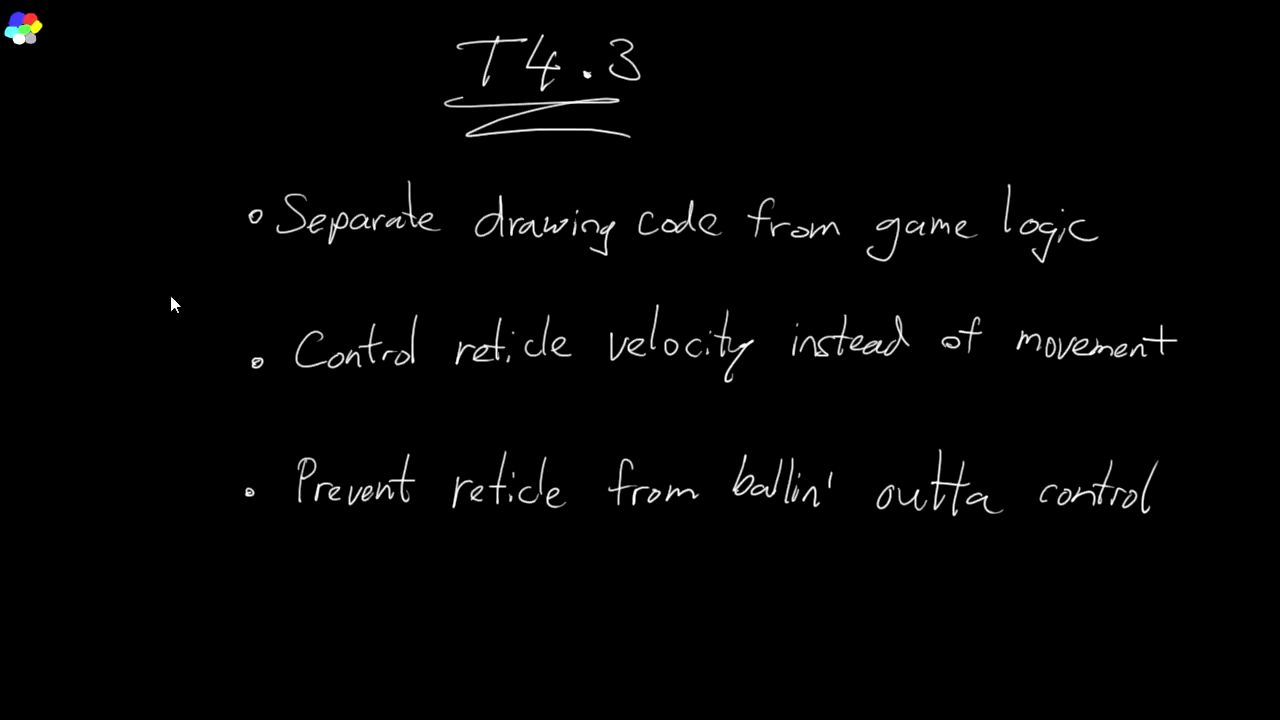 T4.3
• Separate drawing code from game logic
• Control reticle velocity instead of movement
• Prevent reticle from ballin' outta control